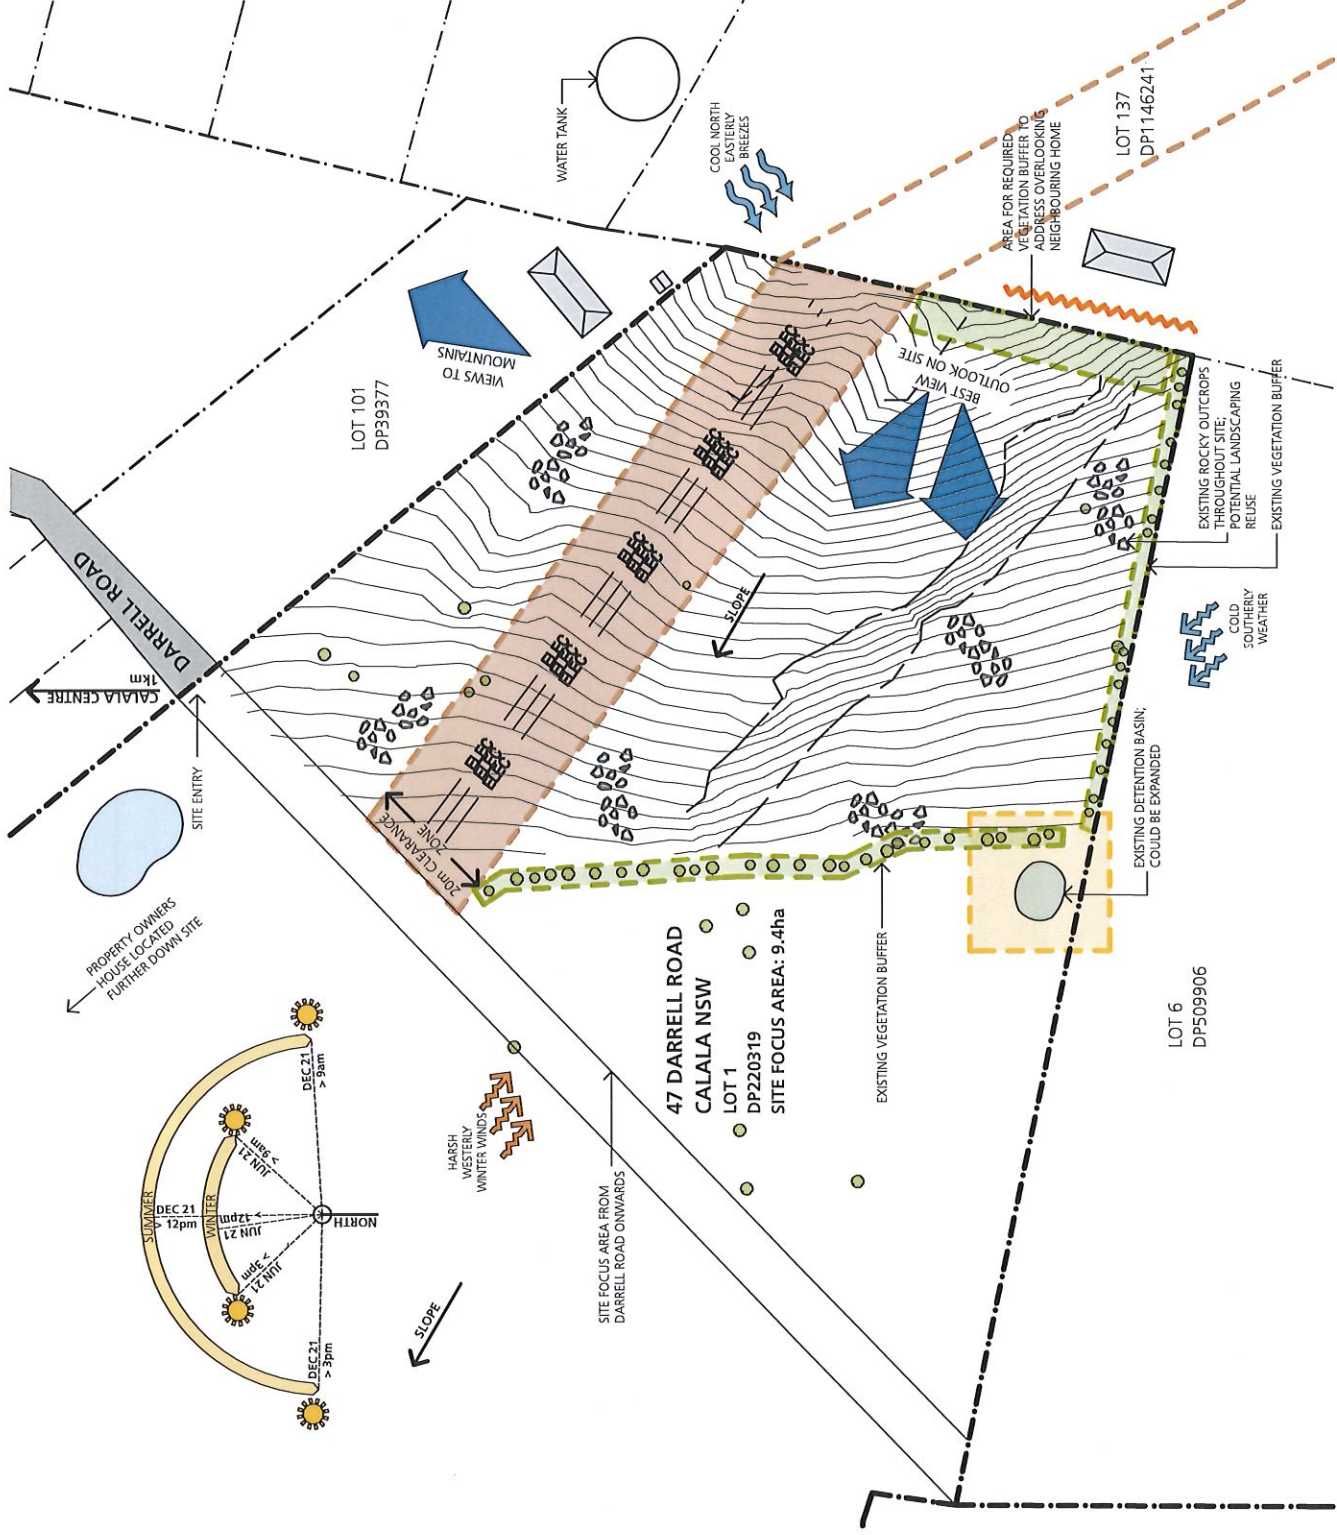 WATER TANK
COOL NORTH
EASTERLY
BREEZES
LOT 137
DP1146241
AREA FOR REQUIRED
VEGETATION BUFFER TO
ADDRESS OVERLOOKING
NEIGHBOURING HOME
VIEWS TO
MOUNTAINS
LOT 101
DP39377
BEST VIEW
OUTLOOK ON SITE
DARRELL ROAD
CALALA CENTRE
1km
SITE ENTRY
SLOPE
EXISTING ROCKY OUTCROPS
THROUGHOUT SITE;
POTENTIAL LANDSCAPING
REUSE
EXISTING VEGETATION BUFFER
COLD
SOUTHERLY
WEATHER
20m CLEARANCE
ZONE
EXISTING DETENTION BASIN;
COULD BE EXPANDED
PROPERTY OWNERS
HOUSE LOCATED
FURTHER DOWN SITE
47 DARRELL ROAD
CALALA NSW
LOT 1
DP220319
SITE FOCUS AREA: 9.4ha
EXISTING VEGETATION BUFFER
LOT 6
DP509906
HARSH
WESTERLY
WINTER WINDS
SITE FOCUS AREA FROM
DARRELL ROAD ONWARDS
SLOPE
SUMMER
WINTER
DEC 21
> 9am
JUN 21
> 9am
DEC 21
> 12pm
JUN 21
> 12pm
JUN 21
> 3pm
DEC 21
> 3pm
NORTH